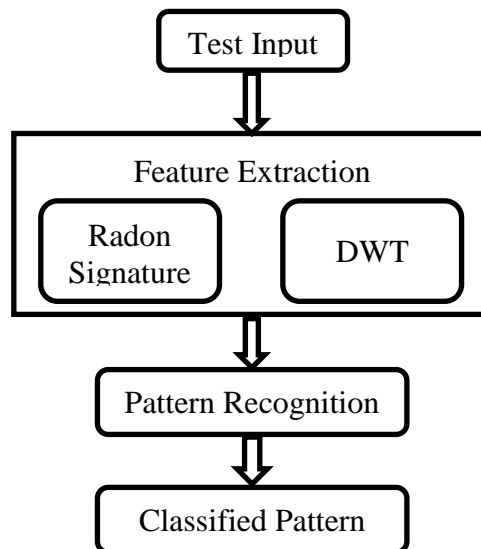 Test Input
Feature Extraction
Radon
Signature
DWT
Pattern Recognition
Classified Pattern